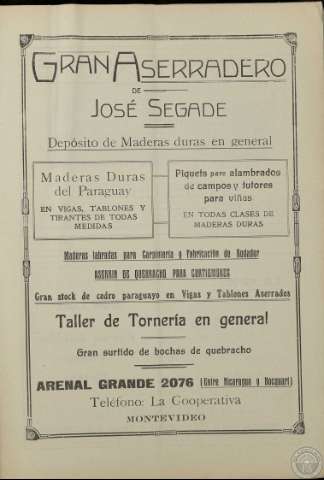 GRAN ASERRADERO
DE
JOSÉ SEGADE
Depósito de Maderas duras en general
Maderas Duras
del Paraguay
EN VIGAS, TABLONES Y
TIRANTES DE TODAS
MEDIDAS
Piquets para alambrados
de campos y tutores
para viñas
EN TODAS CLASES DE
MADERAS DURAS
Maderas labradas para Carpintería y Fabricación de Rodados
ASERRIN DE QUEBRACHO PARA CURTIEMBRES
Gran stock de cedro paraguayo en Vigas y Tablones Aserrados
Taller de Tornería en general
Gran surtido de bochas de quebracho
ARENAL GRANDE 2076 (Entre Nicaragua y Hocquart)
Teléfono: La Cooperativa
MONTEVIDEO